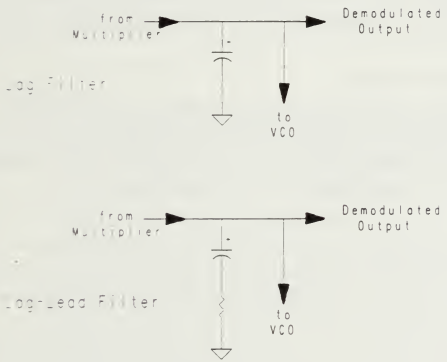 from
Multiplier
Demodulated
Output
+
Lag Filter
to
VCO
from
Multiplier
Demodulated
Output
+
Lag-Lead Filter
to
VCO